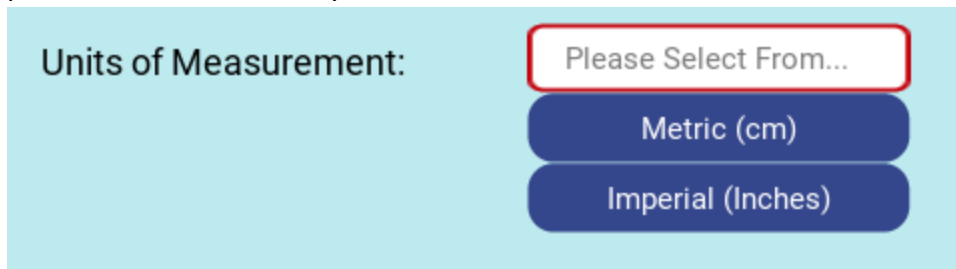 Units of Measurement:
Please Select From...
Metric (cm)
Imperial (Inches)